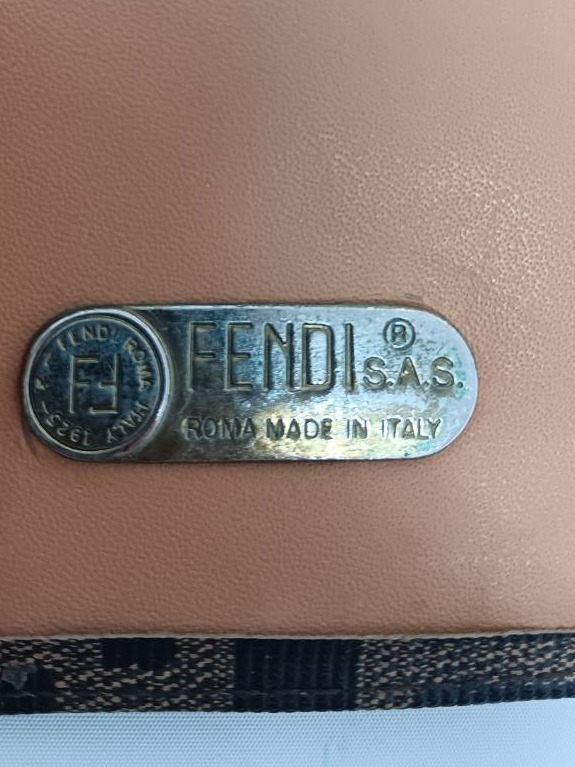 FENDI ® S.A.S.
ROMA MADE IN ITALY
FENDI ROMA ITALY 1925
FF